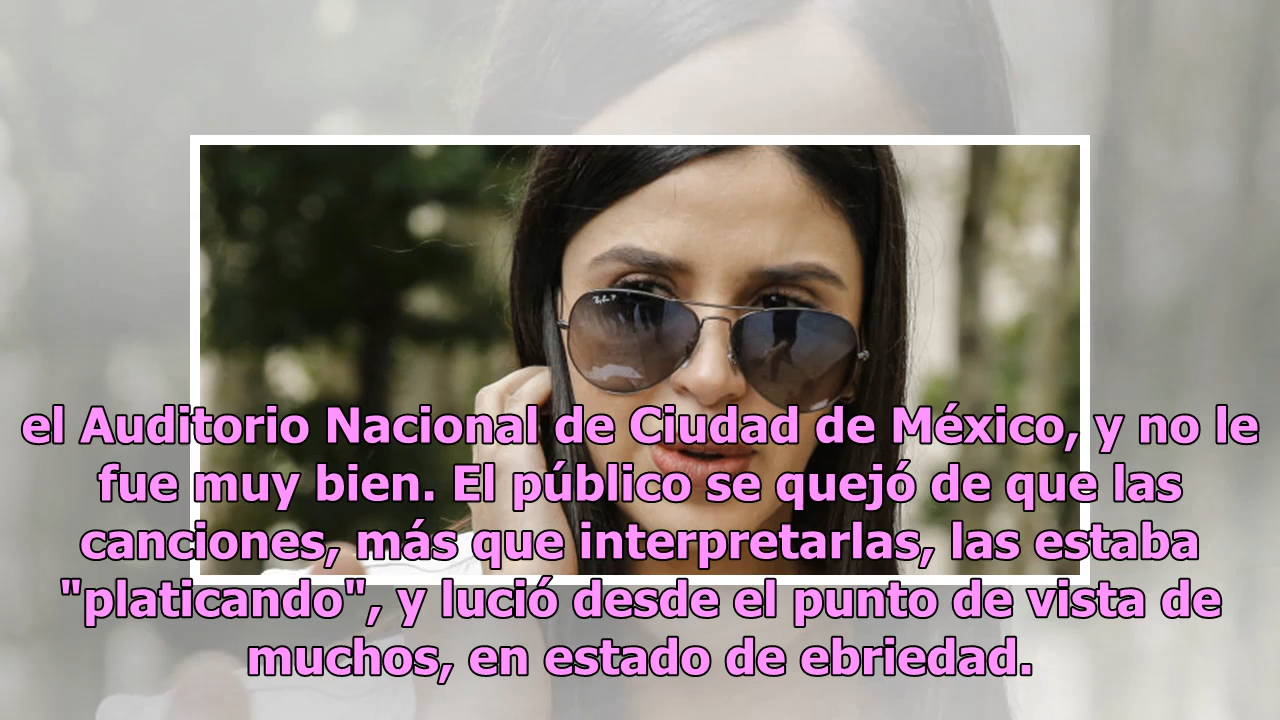 Ray-Ban
el Auditorio Nacional de Ciudad de México, y no le
fue muy bien. El público se quejó de que las
canciones, más que interpretarlas, las estaba
"platicando", y lució desde el punto de vista de
muchos, en estado de ebriedad.